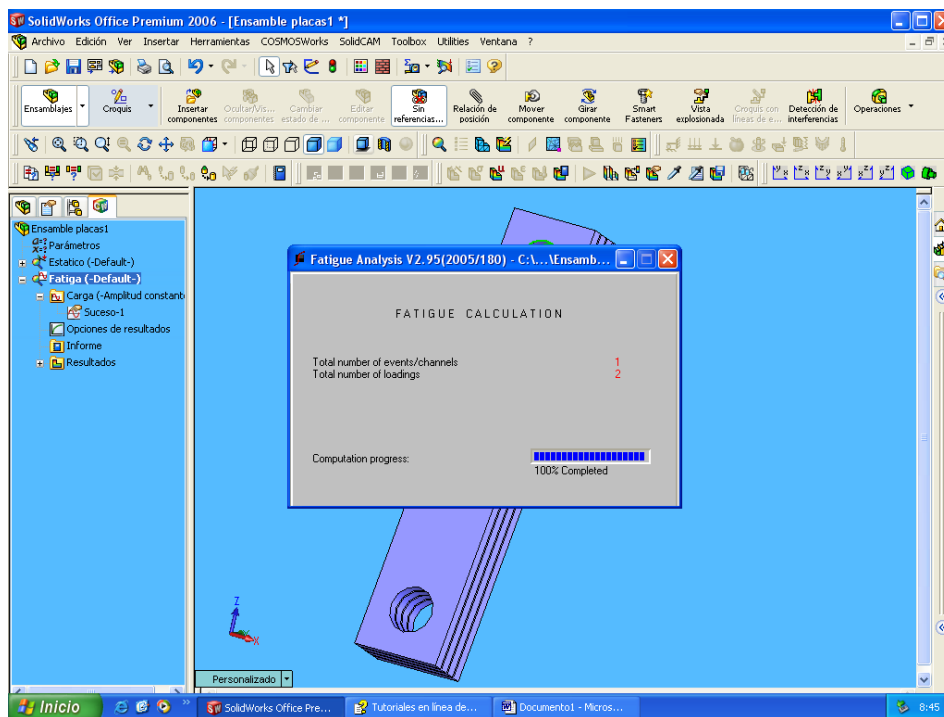 SolidWorks Office Premium 2006 - [Ensamble placas1 *]
Archivo Edición Ver Insertar Herramientas COSMOSWorks SolidCAM Toolbox Utilities Ventana ?
Ensamblajes Croquis Insertar componentes Ocultar/Vis... componentes Cambiar estado de ... Editar componente Sin referencias... Relación de posición Mover componente Girar componente Smart Fasteners Vista explosionada Croquis con líneas de e... Detección de interferencias Operaciones
Ensamble placas1
Parámetros
Estatico (-Default-)
Fatiga (-Default-)
Carga (-Amplitud constant
Suceso-1
Opciones de resultados
Informe
Resultados
Fatigue Analysis V2.95(2005/180) - C:\...\Ensamb...
FATIGUE CALCULATION
Total number of events/channels 1
Total number of loadings 2
Computation progress:
100% Completed
Z
X
Personalizado
Inicio
SolidWorks Office Pre...
Tutoriales en línea de...
Documento1 - Micros...
8:45